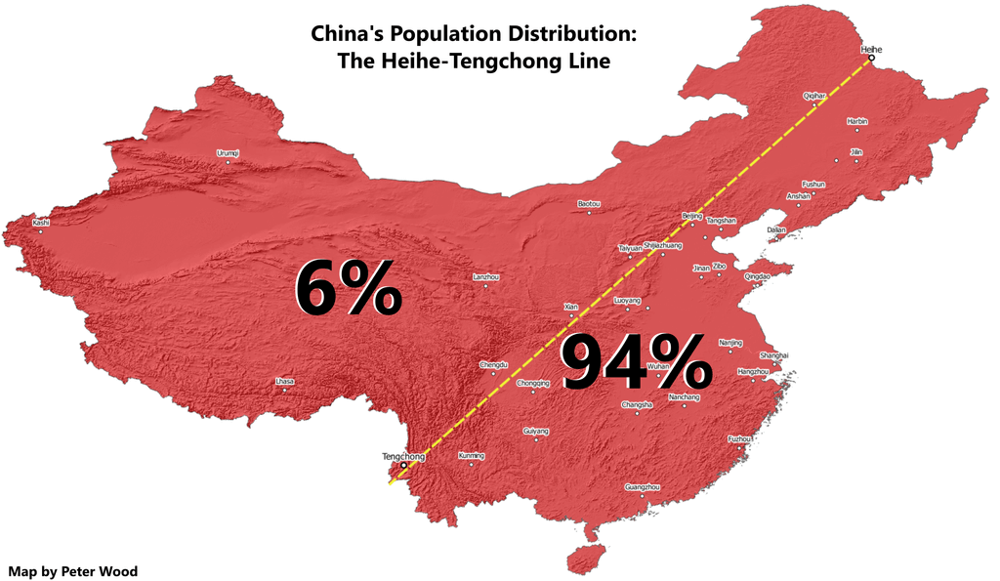 China's Population Distribution:
The Heihe-Tengchong Line
Heihe
Qiqihar
Harbin
Jilin
Urumqi
Fushun
Anshan
Baotou
Beijing
Tangshan
Kashi
Dalian
Taiyuan
Shijiazhuang
Jinan
Zibo
Qingdao
Lanzhou
6%
Luoyang
Xian
94%
Nanjing
Shanghai
Chengdu
Wuhan
Hangzhou
Lhasa
Chongqing
Nanchang
Changsha
Guiyang
Fuzhou
Tengchong
Kunming
Guangzhou
Map by Peter Wood